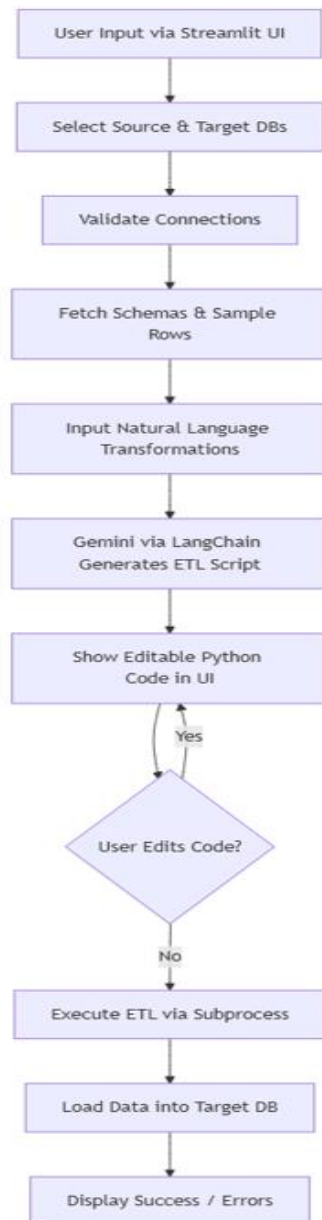 User Input via Streamlit UI
Select Source & Target DBs
Validate Connections
Fetch Schemas & Sample
Rows
Input Natural Language
Transformations
Gemini via LangChain
Generates ETL Script
Show Editable Python
Code in UI
Yes
User Edits Code?
No
Execute ETL via Subprocess
Load Data into Target DB
Display Success / Errors